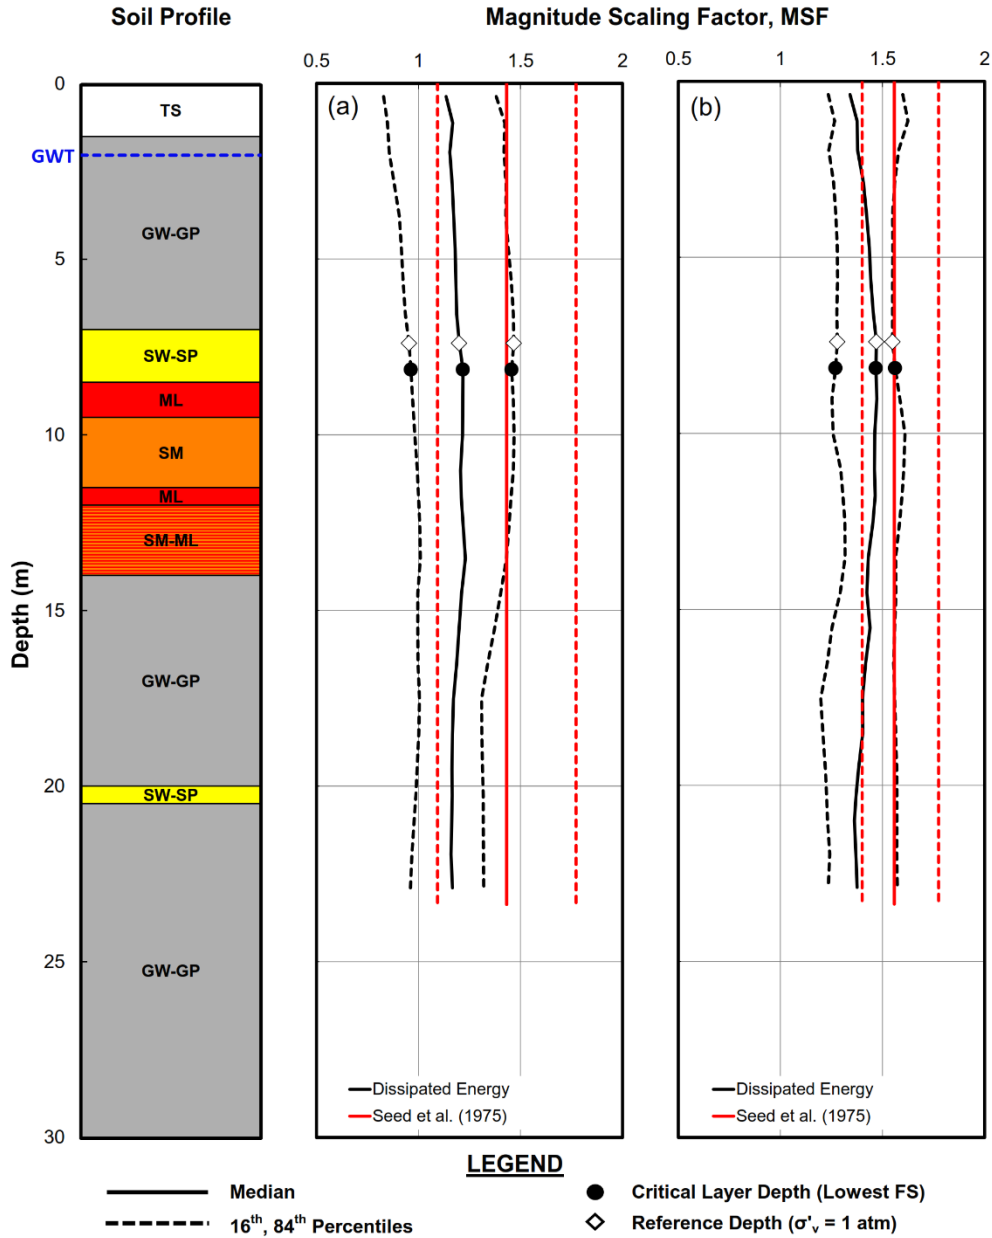 Soil Profile
Magnitude Scaling Factor, MSF
0.5 1 1.5 2
0.5 1 1.5 2
0
5
10
15
20
25
30
Depth (m)
TS
GWT
GW-GP
SW-SP
ML
SM
ML
SM-ML
GW-GP
SW-SP
GW-GP
(a)
Dissipated Energy
Seed et al. (1975)
(b)
Dissipated Energy
Seed et al. (1975)
LEGEND
Median
16th, 84th Percentiles
Critical Layer Depth (Lowest FS)
Reference Depth (σ'v = 1 atm)